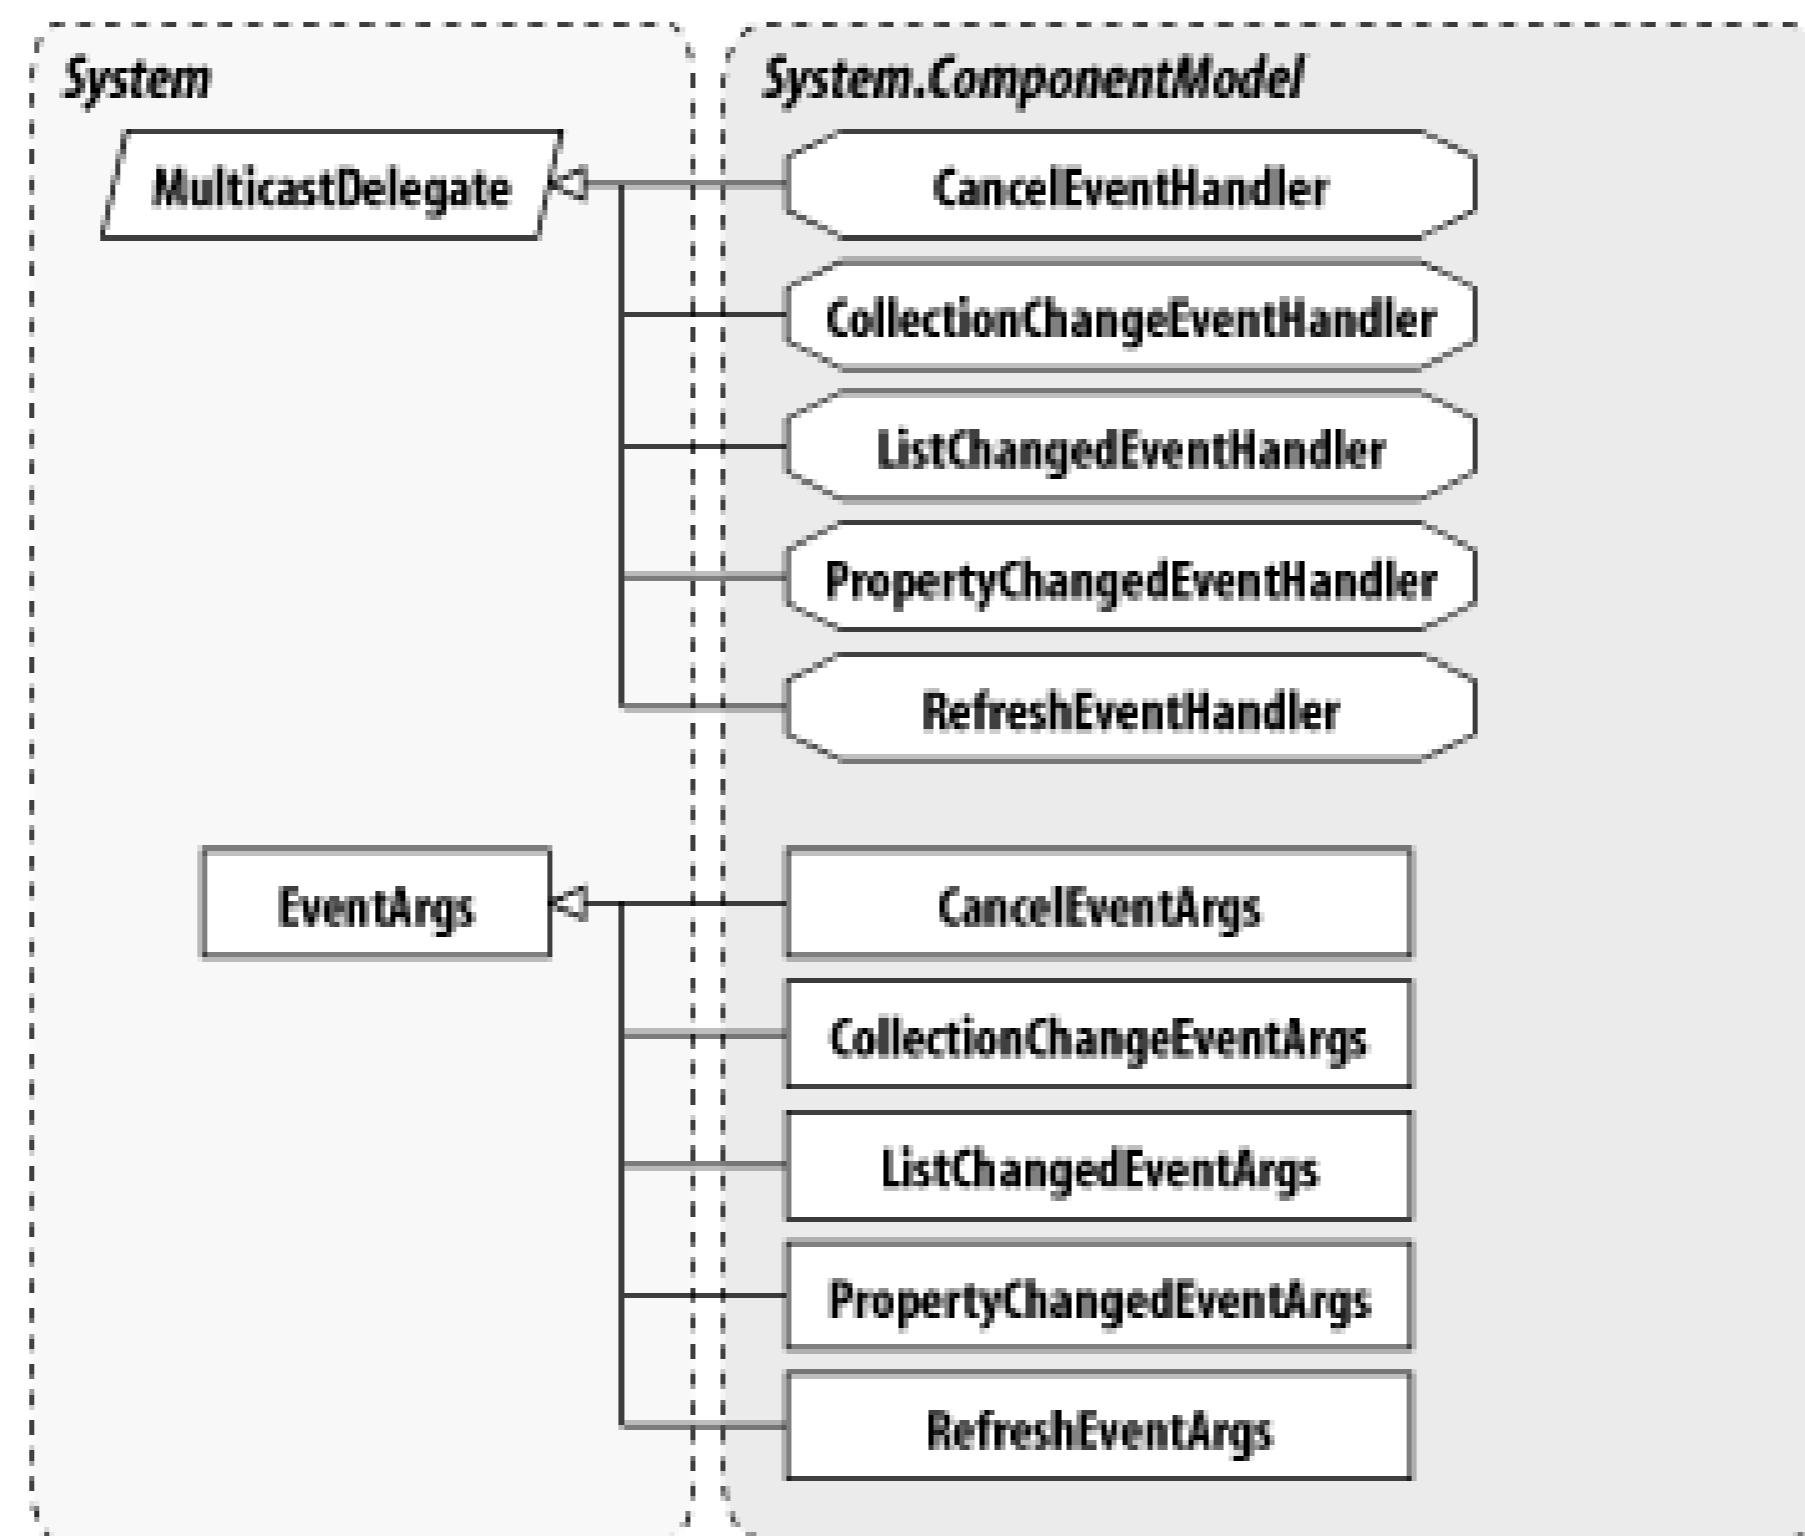 System
MulticastDelegate
EventArgs
System.ComponentModel
CancelEventHandler
CollectionChangeEventHandler
ListChangedEventHandler
PropertyChangedEventHandler
RefreshEventHandler
CancelEventArgs
CollectionChangeEventArgs
ListChangedEventArgs
PropertyChangedEventArgs
RefreshEventArgs